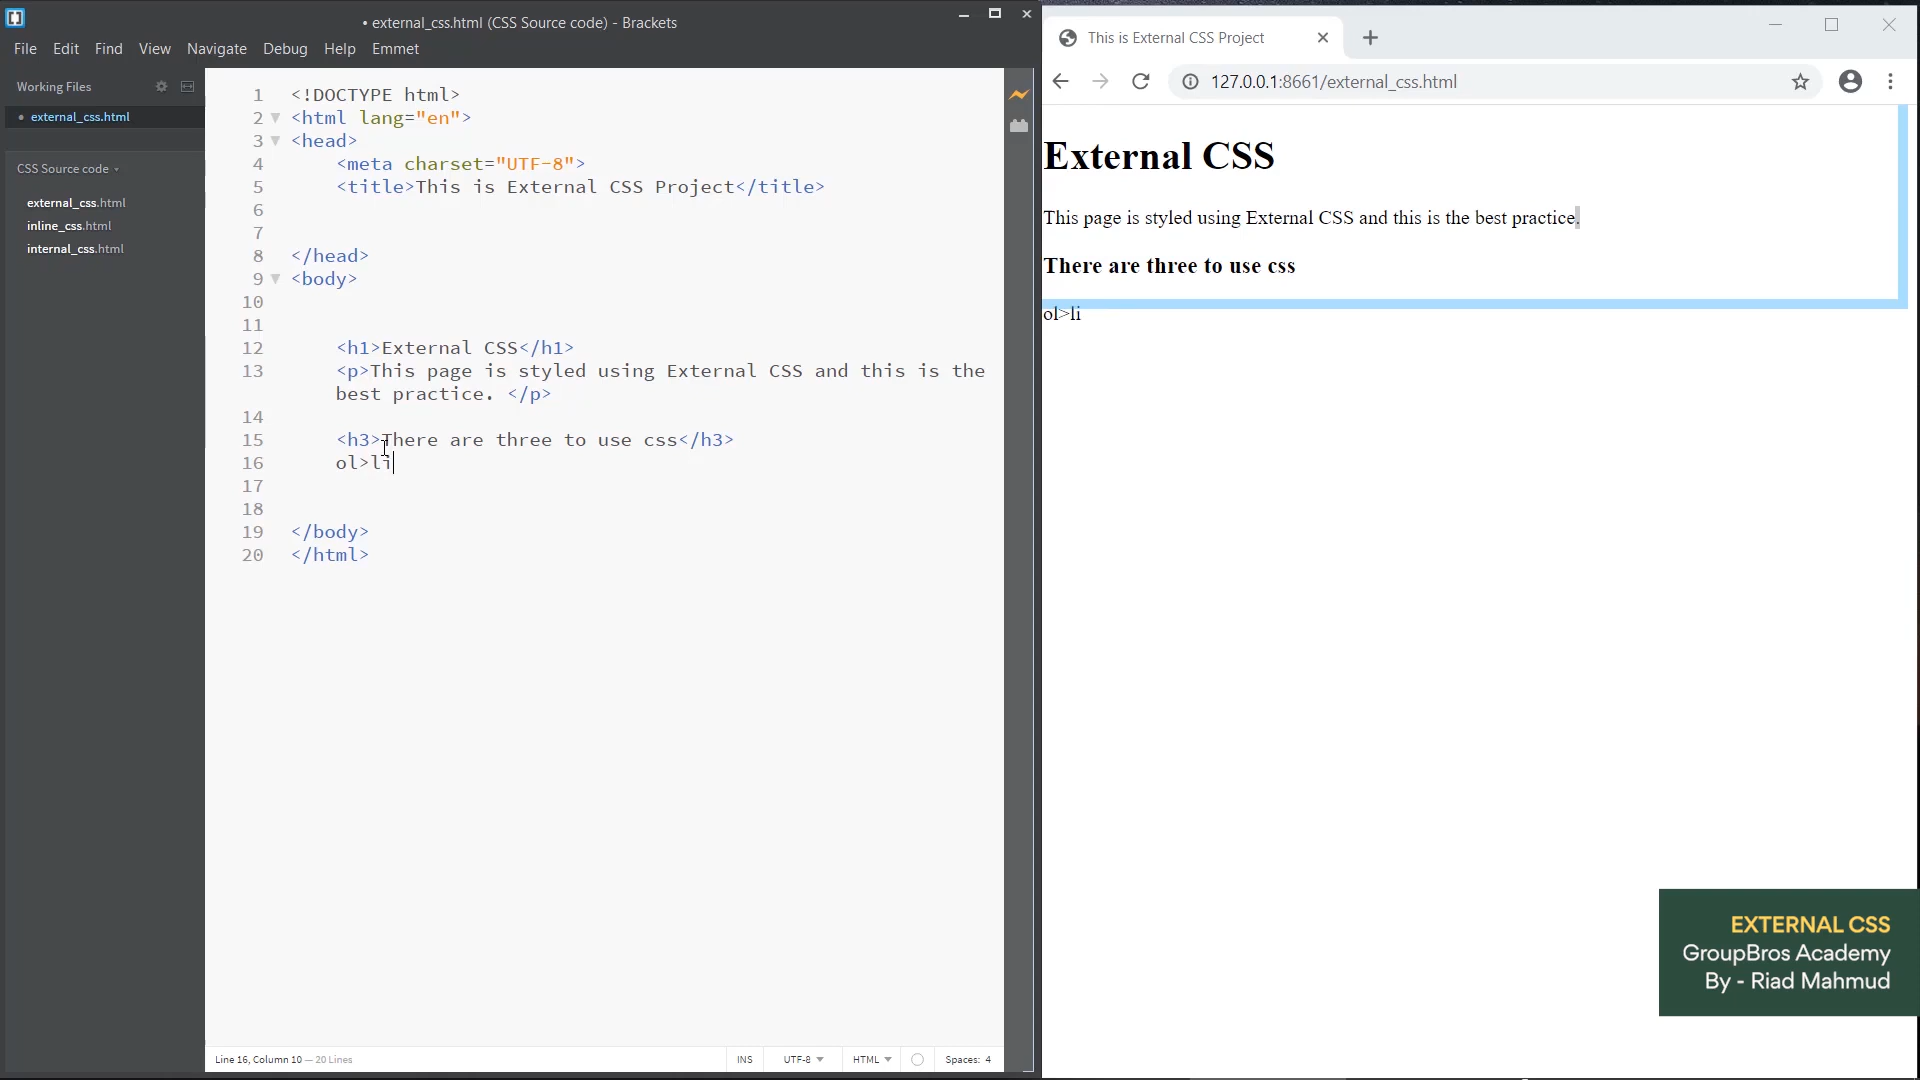 • external_css.html (CSS Source code) - Brackets
File Edit Find View Navigate Debug Help Emmet
Working Files
• external_css.html
CSS Source code
external_css.html
inline_css.html
internal_css.html
1 <!DOCTYPE html>
2 <html lang="en">
3 <head>
4 <meta charset="UTF-8">
5 <title>This is External CSS Project</title>
6
7
8 </head>
9 <body>
10
11
12 <h1>External CSS</h1>
13 <p>This page is styled using External CSS and this is the
best practice. </p>
14
15 <h3>There are three to use css</h3>
16 ol>li
17
18
19 </body>
20 </html>
Line 16, Column 10 — 20 Lines
INS UTF-8 HTML Spaces: 4
This is External CSS Project
127.0.0.1:8661/external_css.html
External CSS
This page is styled using External CSS and this is the best practice.
There are three to use css
ol>li
EXTERNAL CSS
GroupBros Academy
By - Riad Mahmud